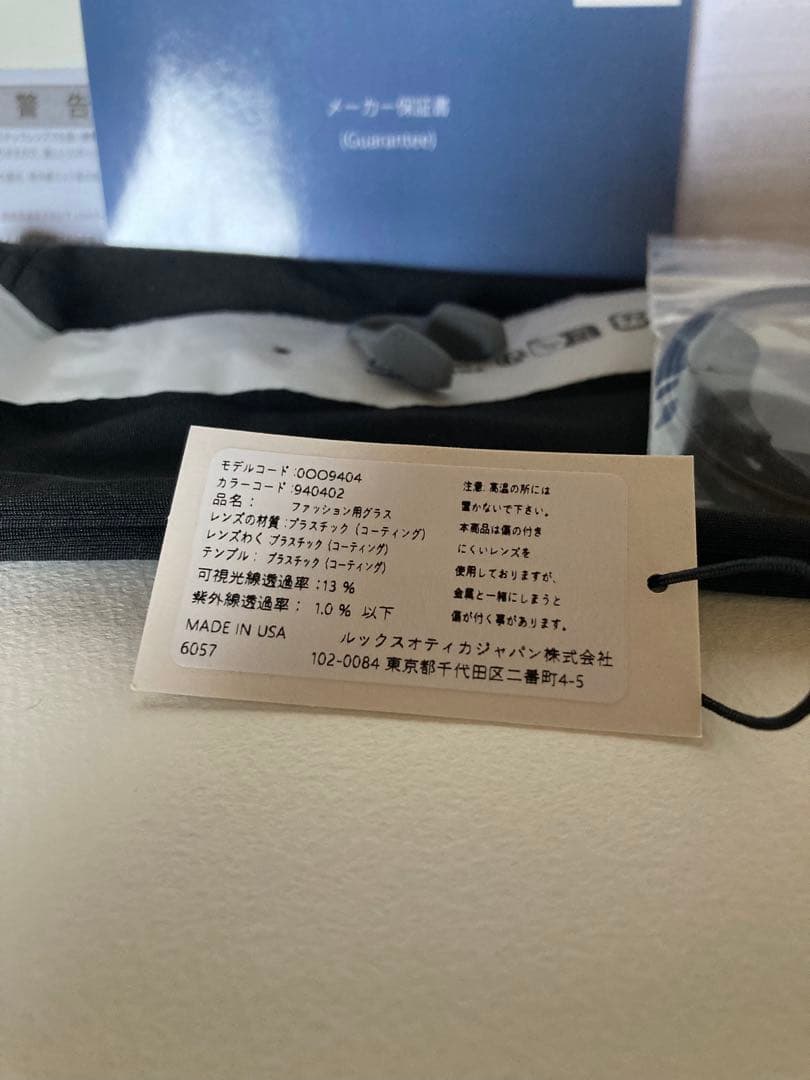 警告
メーカー保証書
(Guarantee)
モデルコード:0OO9404
カラーコード:940402
品名: ファッション用グラス
レンズの材質:プラスチック (コーティング)
レンズわく プラスチック (コーティング)
テンプル: プラスチック (コーティング)
可視光線透過率:13 %
紫外線透過率: 1.0 % 以下
MADE IN USA
6057
注意.高温の所には
置かないで下さい。
本商品は傷の付き
にくいレンズを
使用しておりますが、
金属と一緒にしまうと
傷が付く事があります。
ルックスオティカジャパン株式会社
102-0084 東京都千代田区二番町4-5